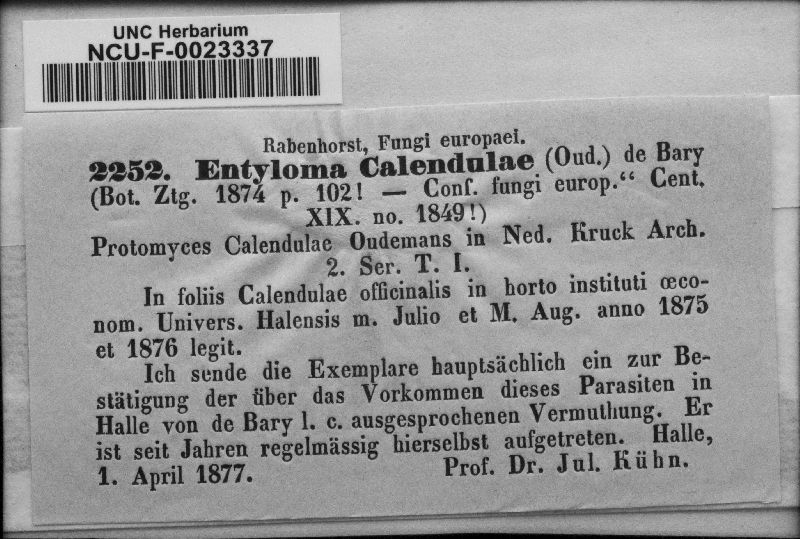 UNC Herbarium
NCU-F-0023337
Rabenhorst, Fungi europaei.
2252. Entyloma Calendulae (Oud.) de Bary
(Bot. Ztg. 1874 p. 102! — Conf. fungi europ.“ Cent.
XIX. no. 1849!)
Protomyces Calendulae Oudemans in Ned. Kruck Arch.
2. Ser. T. I.
In foliis Calendulae officinalis in horto instituti œco-
nom. Univers. Halensis m. Julio et M. Aug. anno 1875
et 1876 legit.
Ich sende die Exemplare hauptsächlich ein zur Be-
stätigung der über das Vorkommen dieses Parasiten in
Halle von de Bary l. c. ausgesprochenen Vermuthung. Er
ist seit Jahren regelmässig hierselbst aufgetreten. Halle,
1. April 1877. Prof. Dr. Jul. Kühn.